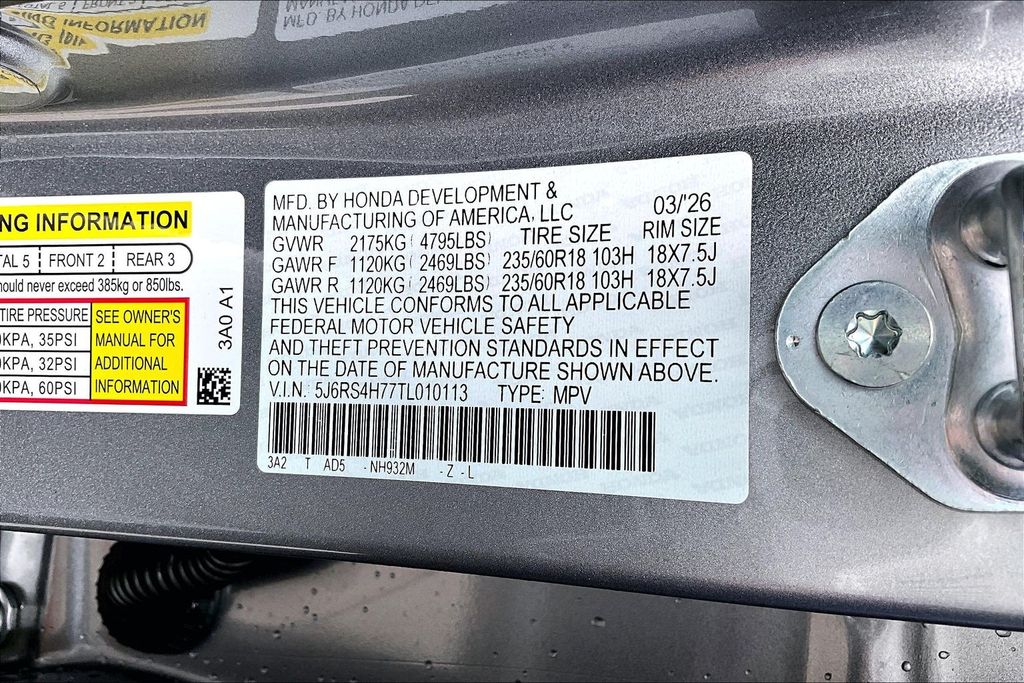 NG INFORMATION
TAL 5 FRONT 2 REAR 3
hould never exceed 385kg or 850lbs.
TIRE PRESSURE
0KPA, 35PSI
0KPA, 32PSI
0KPA, 60PSI
SEE OWNER'S
MANUAL FOR
ADDITIONAL
INFORMATION
3A0 A1
MFD. BY HONDA DEVELOPMENT &
MANUFACTURING OF AMERICA, LLC 03/'26
GVWR 2175KG (4795LBS) TIRE SIZE RIM SIZE
GAWR F 1120KG (2469LBS) 235/60R18 103H 18X7.5J
GAWR R 1120KG (2469LBS) 235/60R18 103H 18X7.5J
THIS VEHICLE CONFORMS TO ALL APPLICABLE
FEDERAL MOTOR VEHICLE SAFETY
AND THEFT PREVENTION STANDARDS IN EFFECT
ON THE DATE OF MANUFACTURE SHOWN ABOVE.
V.I.N: 5J6RS4H77TL010113 TYPE: MPV
3A2 T AD5 - NH932M - Z - L